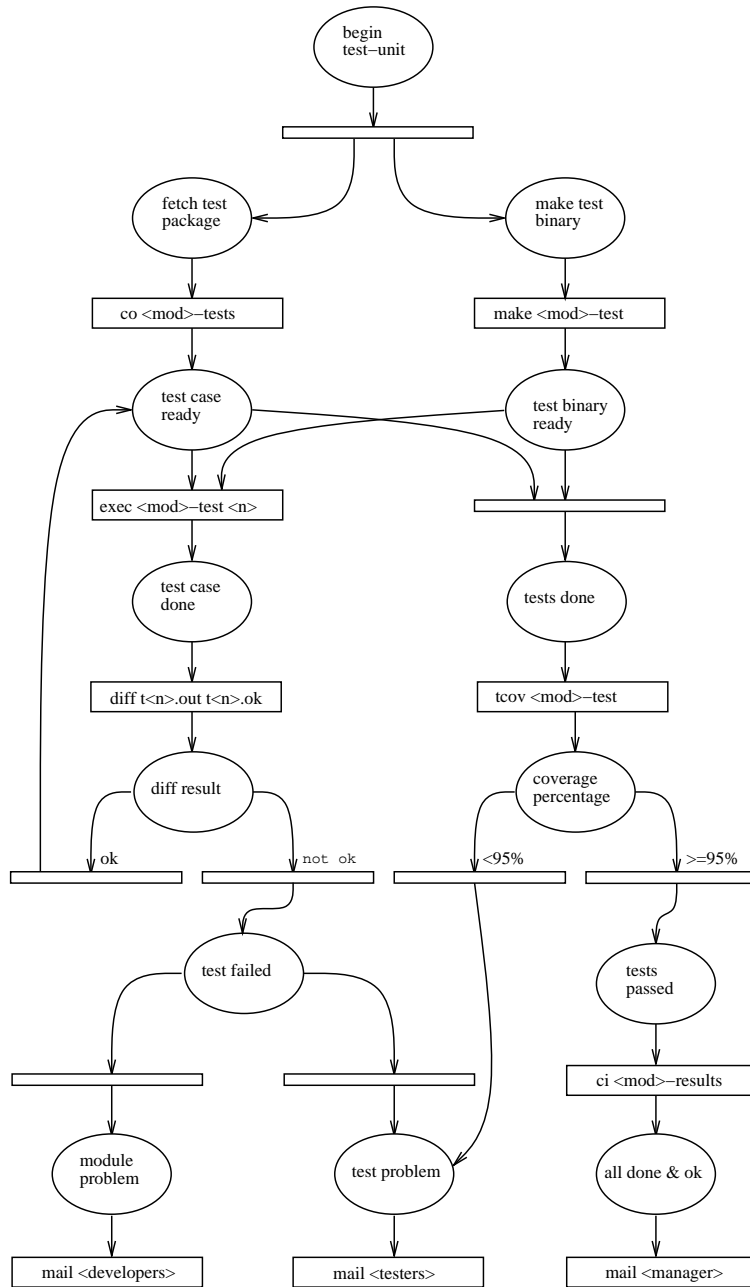 begin
test−unit
fetch test
package
make test
binary
co <mod>−tests
make <mod>−test
test case
ready
test binary
ready
exec <mod>−test <n>
test case
done
tests done
diff t<n>.out t<n>.ok
tcov <mod>−test
diff result
coverage
percentage
ok
not ok
<95%
>=95%
test failed
tests
passed
ci <mod>−results
module
problem
test problem
all done & ok
mail <developers>
mail <testers>
mail <manager>